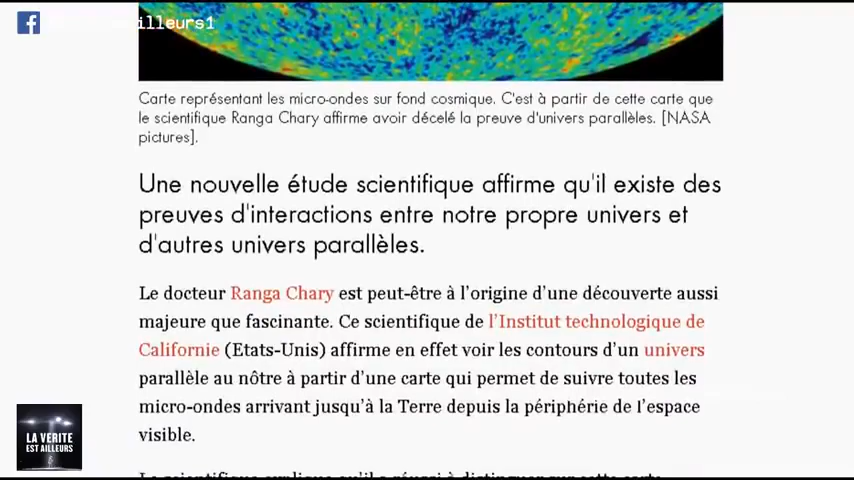 illeurs1
Carte représentant les micro-ondes sur fond cosmique. C'est à partir de cette carte que
le scientifique Ranga Chary affirme avoir décelé la preuve d'univers parallèles. [NASA
pictures].
Une nouvelle étude scientifique affirme qu'il existe des
preuves d'interactions entre notre propre univers et
d'autres univers parallèles.
Le docteur Ranga Chary est peut-être à l'origine d'une découverte aussi
majeure que fascinante. Ce scientifique de l'Institut technologique de
Californie (Etats-Unis) affirme en effet voir les contours d'un univers
parallèle au nôtre à partir d'une carte qui permet de suivre toutes les
micro-ondes arrivant jusqu'à la Terre depuis la périphérie de l'espace
visible.
LA VERITE
EST AILLEURS